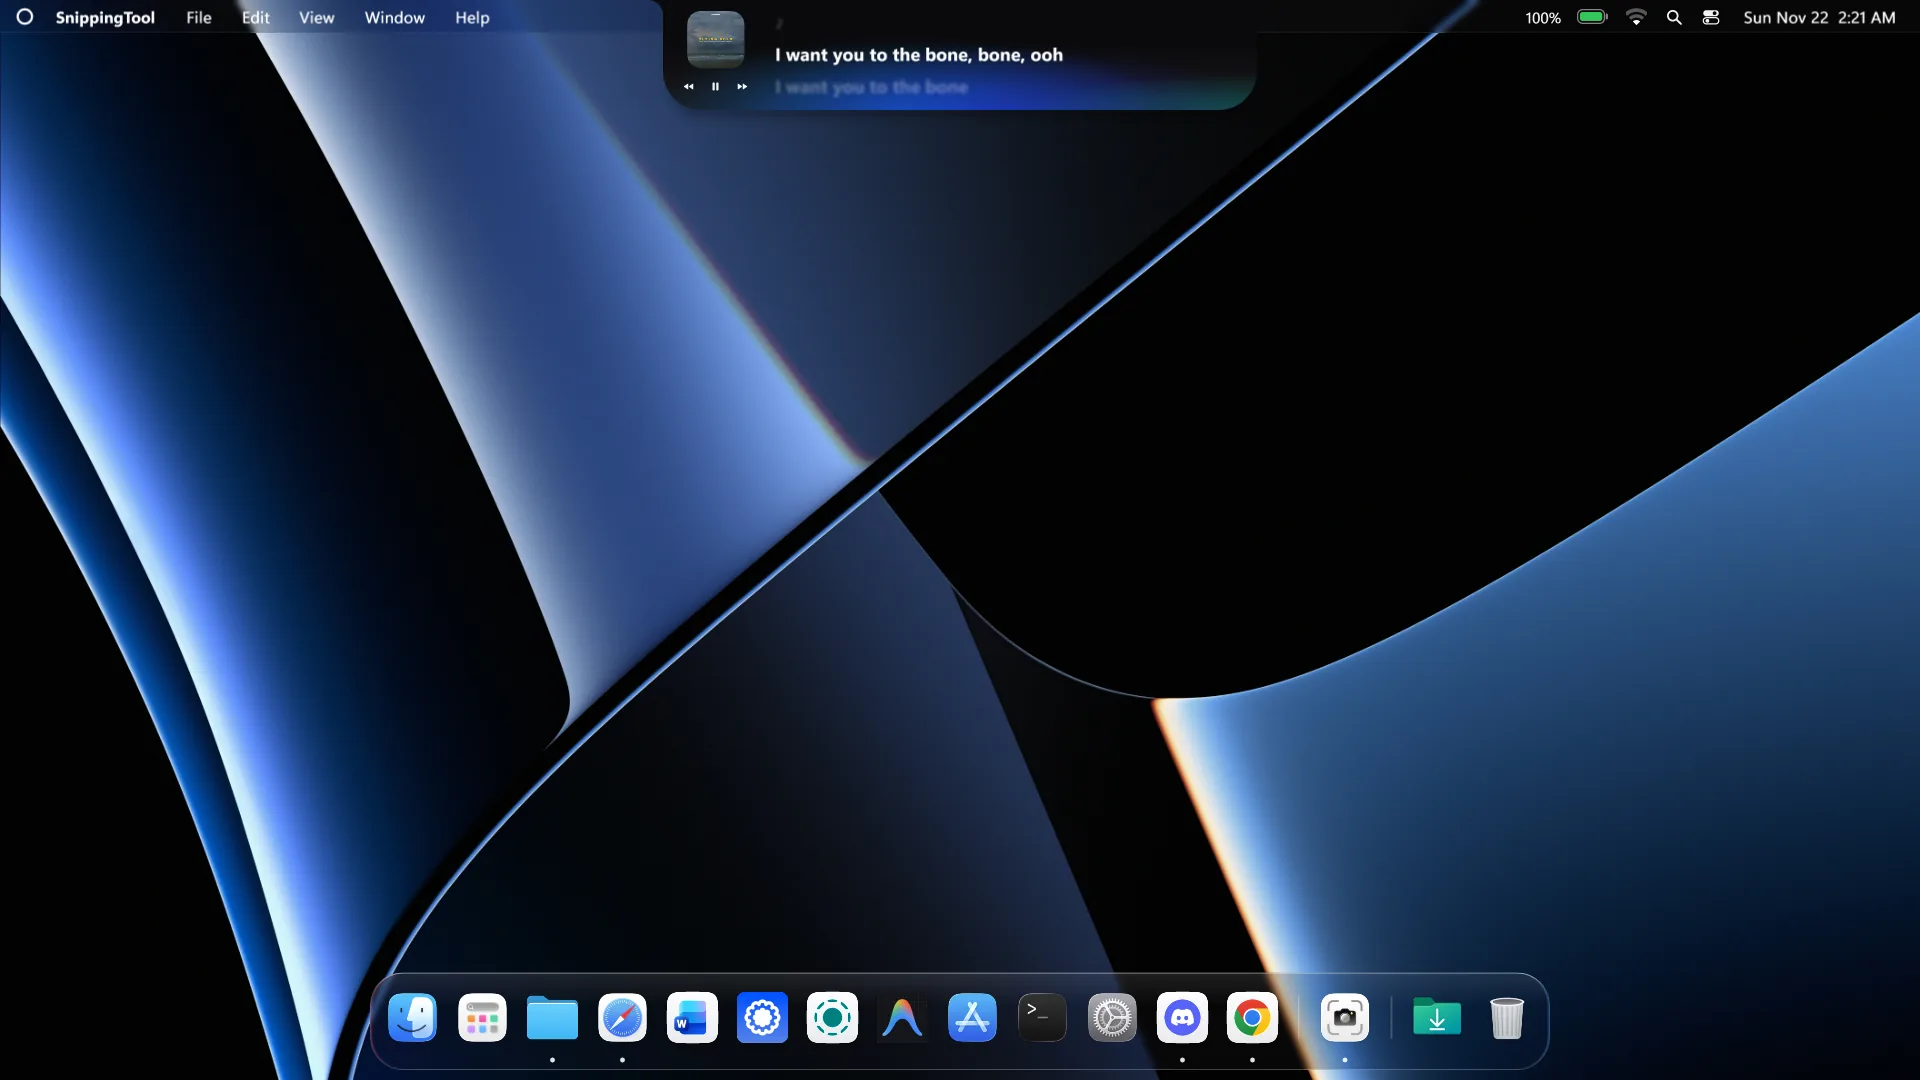 SnippingTool File Edit View Window Help
100% Sun Nov 22 2:21 AM
I want you to the bone, bone, ooh
I want you to the bone
W
>_